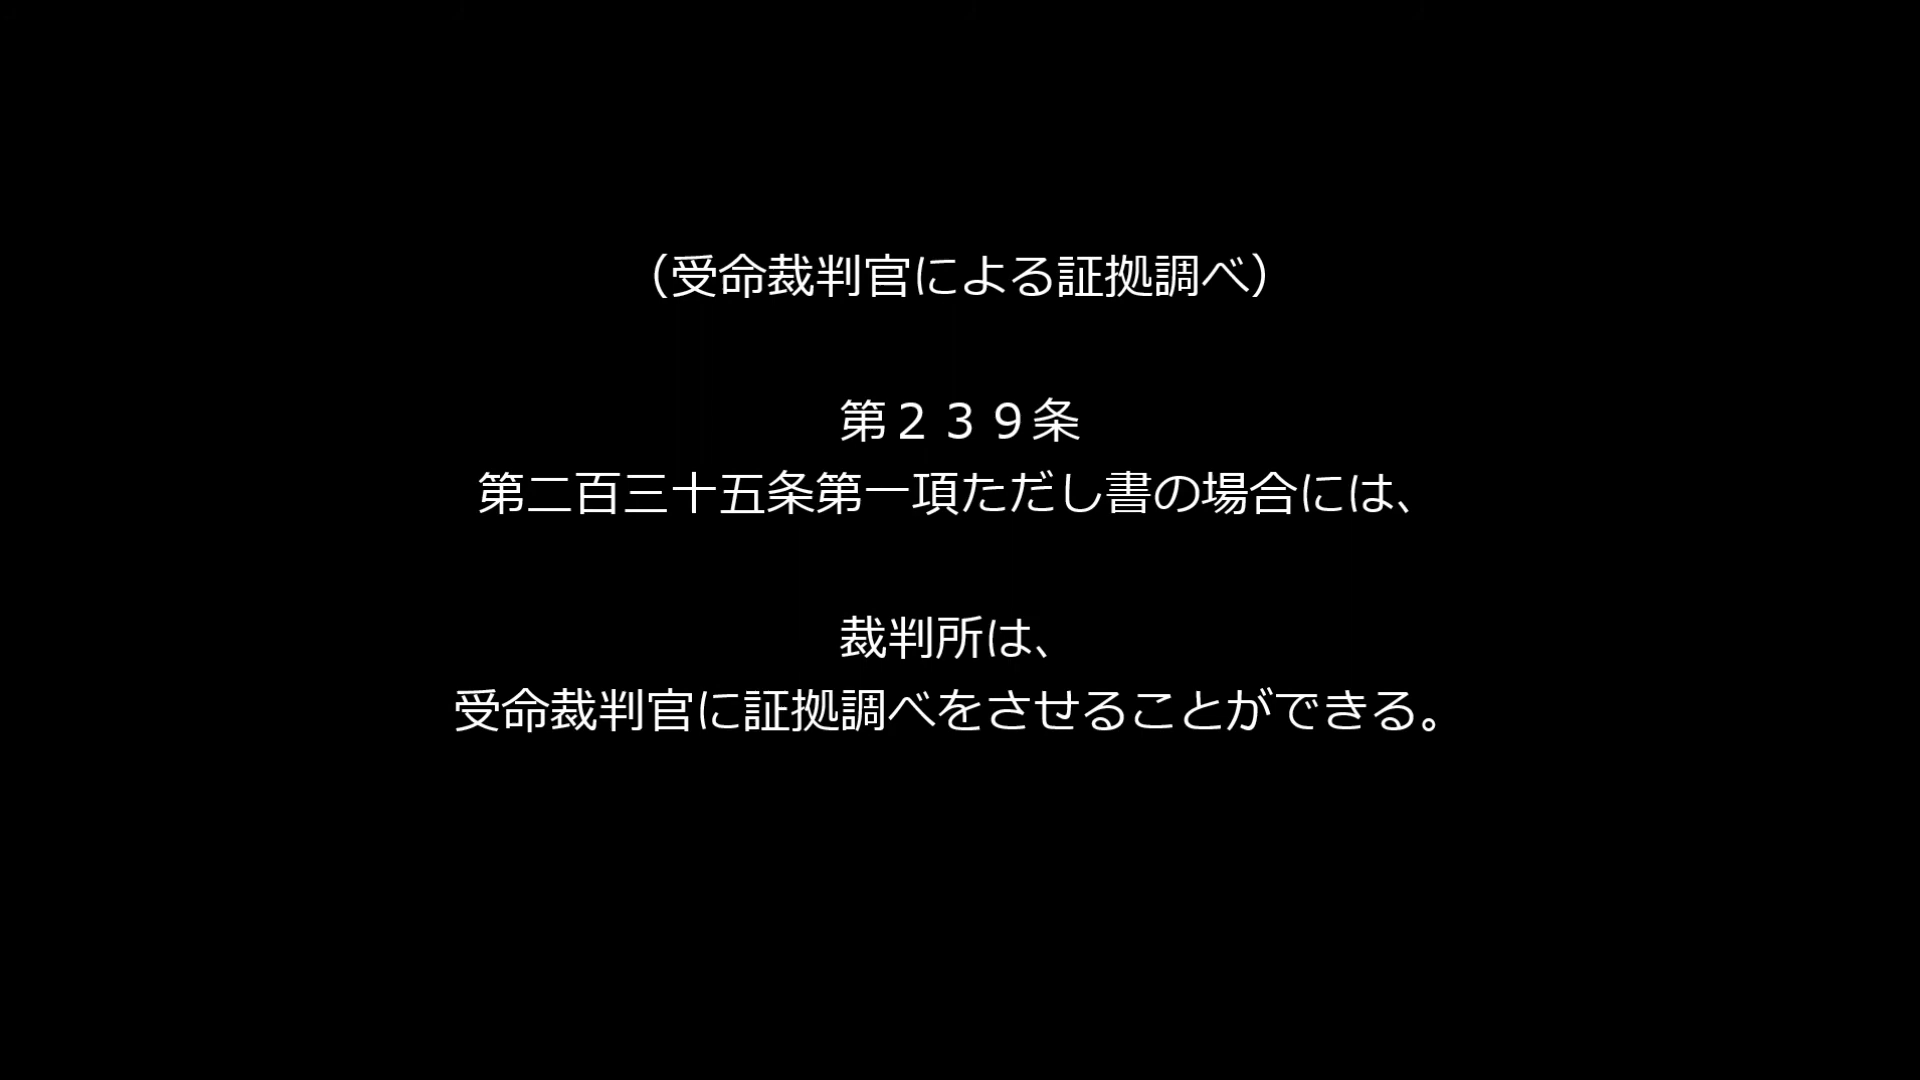 （受命裁判官による証拠調べ）
第２３９条
第二百三十五条第一項ただし書の場合には、
裁判所は、
受命裁判官に証拠調べをさせることができる。